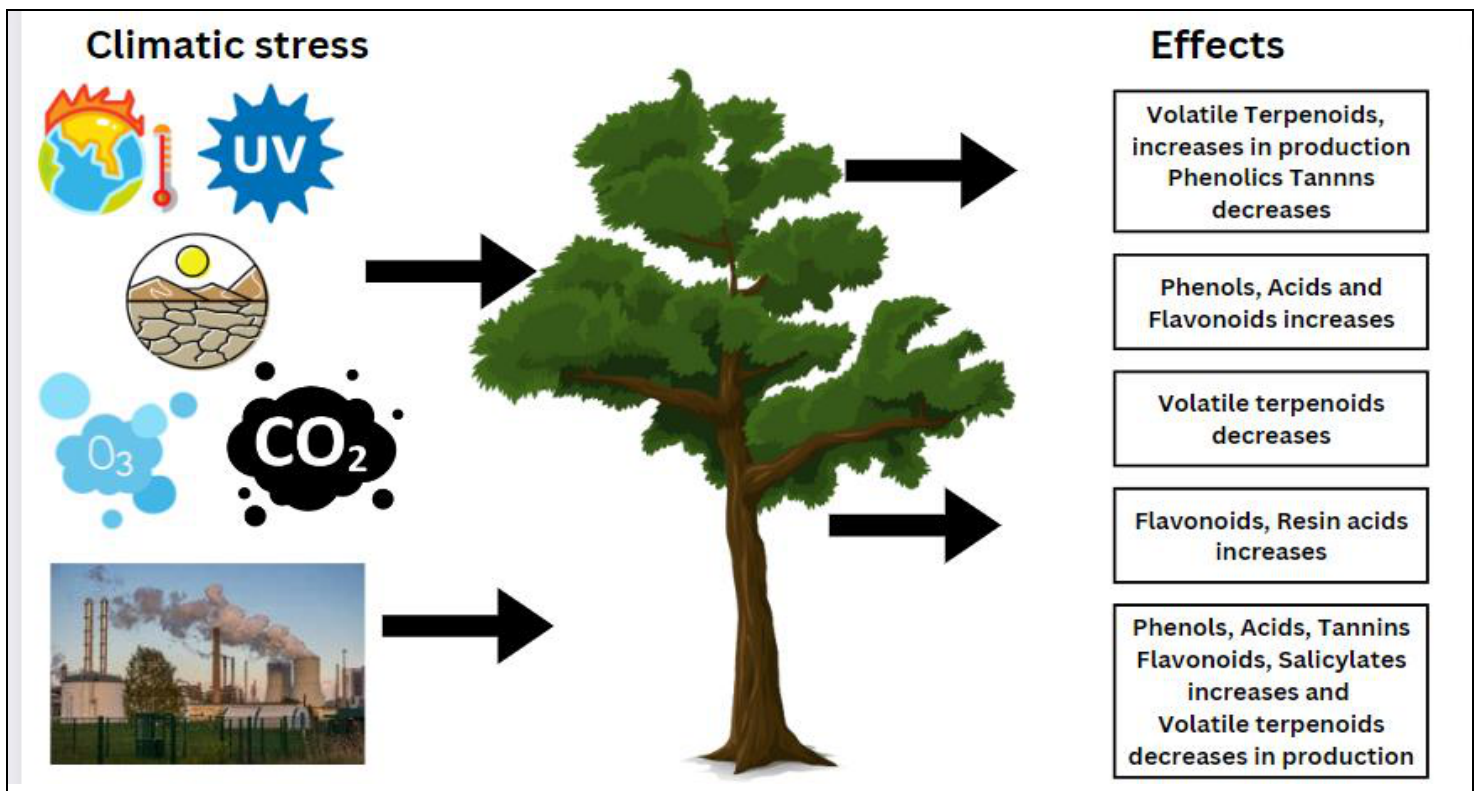 Climatic stress
Effects
UV
O3
CO2
Volatile Terpenoids,
increases in production
Phenolics Tannns
decreases
Phenols, Acids and
Flavonoids increases
Volatile terpenoids
decreases
Flavonoids, Resin acids
increases
Phenols, Acids, Tannins
Flavonoids, Salicylates
increases and
Volatile terpenoids
decreases in production